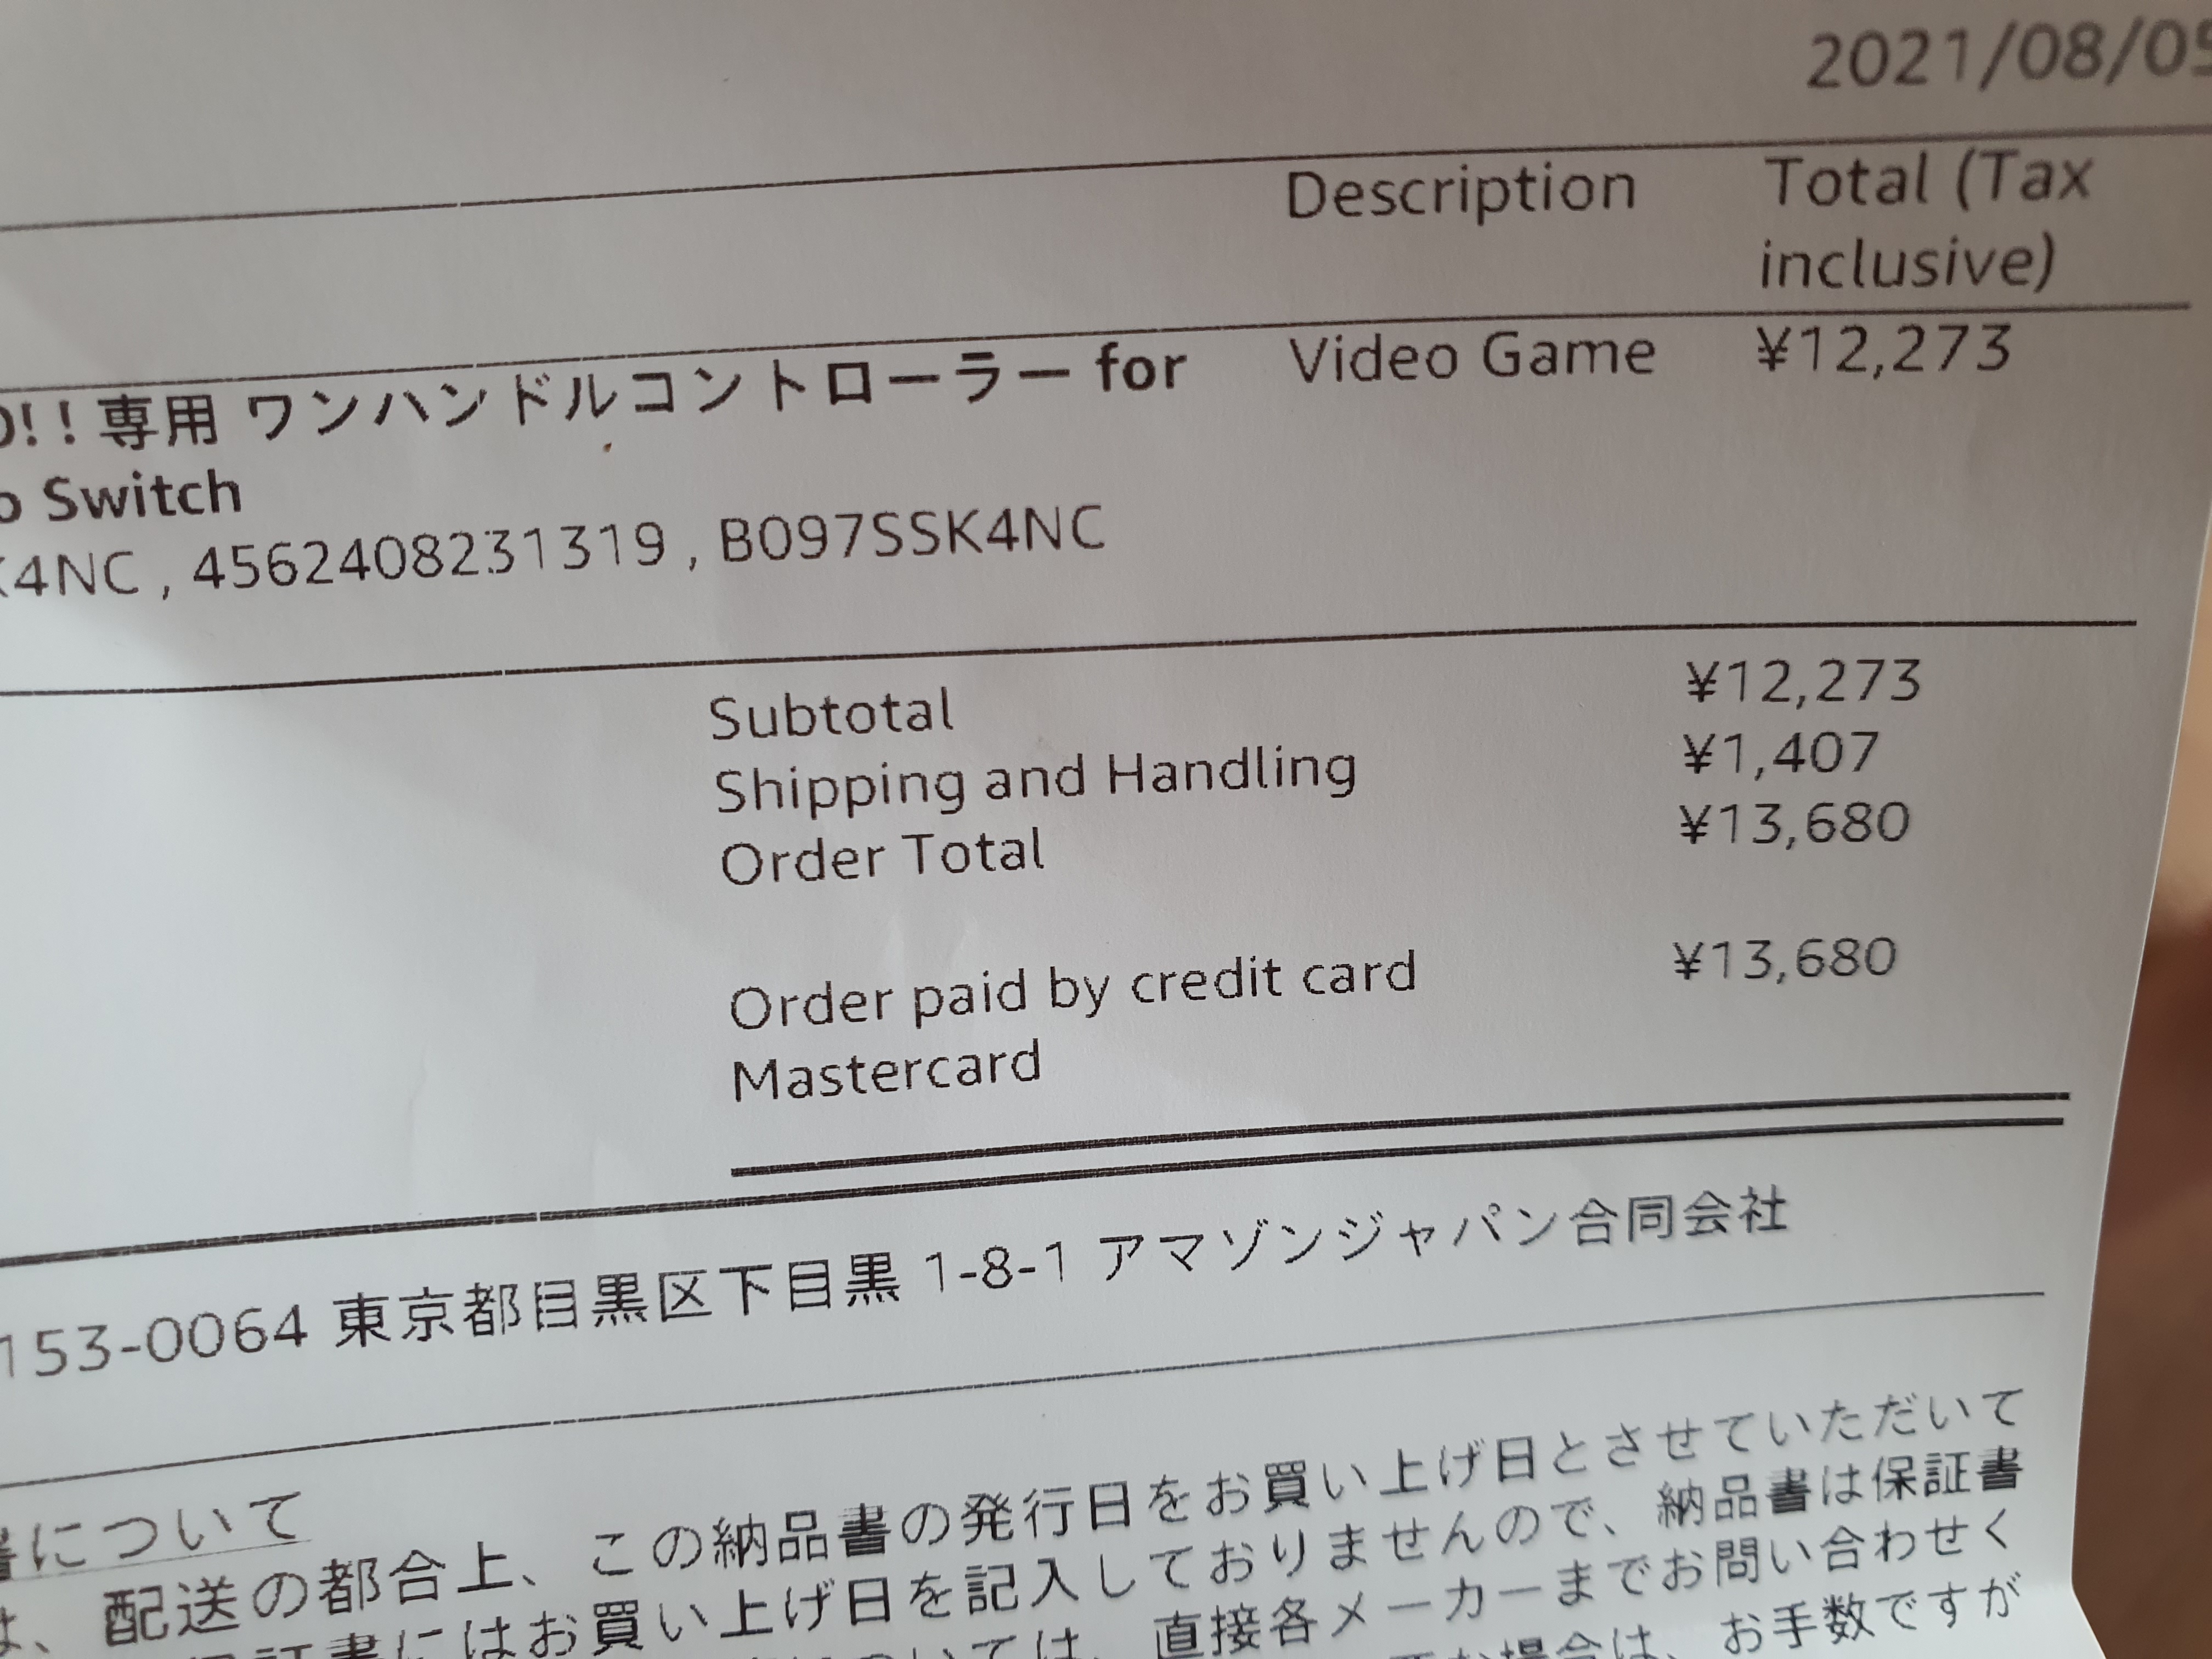 2021/08/0
Description Total (Tax
inclusive)
!! 専用 ワンハンドルコントローラー for Video Game ¥12,273
Switch
4NC , 4562408231319 , B097SSK4NC
Subtotal ¥12,273
Shipping and Handling ¥1,407
Order Total ¥13,680
Order paid by credit card ¥13,680
Mastercard
153-0064 東京都目黒区下目黒 1-8-1 アマゾンジャパン合同会社
について
、配送の都合上、この納品書の発行日をお買い上げ日とさせていただいて
にはお買い上げ日を記入しておりませんので、納品書は保証書
ては、直接各メーカーまでお問い合わせく
場合は、お手数ですが